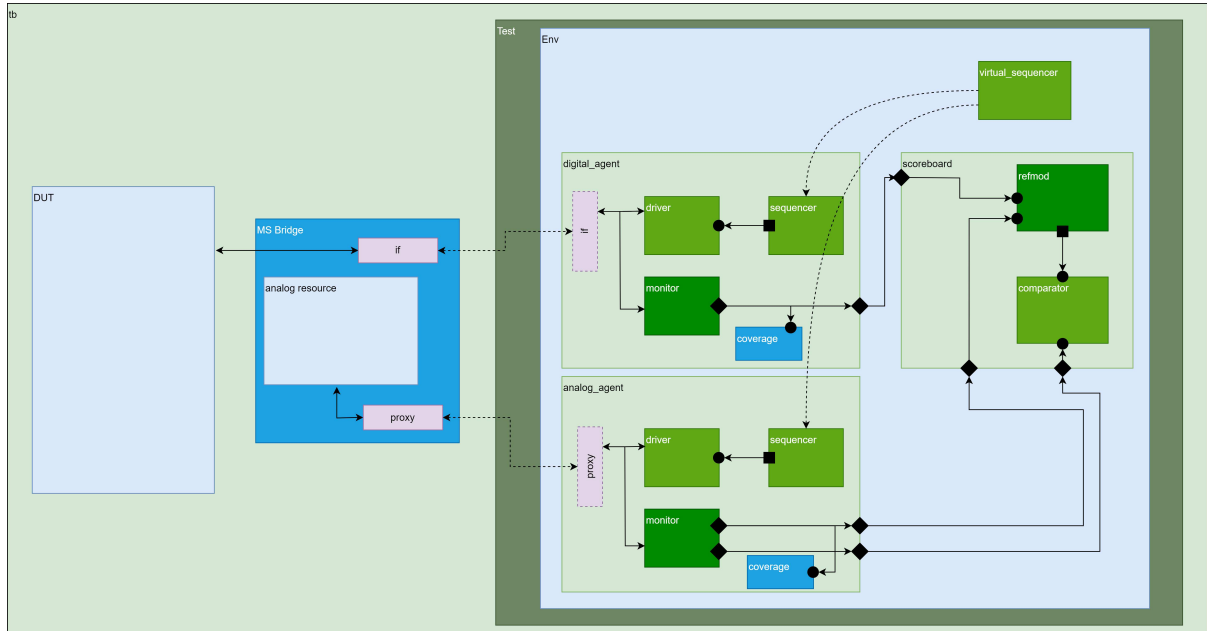 tb
Test
Env
virtual_sequencer
digital_agent
scoreboard
refmod
DUT
driver
sequencer
if
MS Bridge
if
analog resource
monitor
comparator
coverage
analog_agent
proxy
driver
sequencer
proxy
monitor
coverage